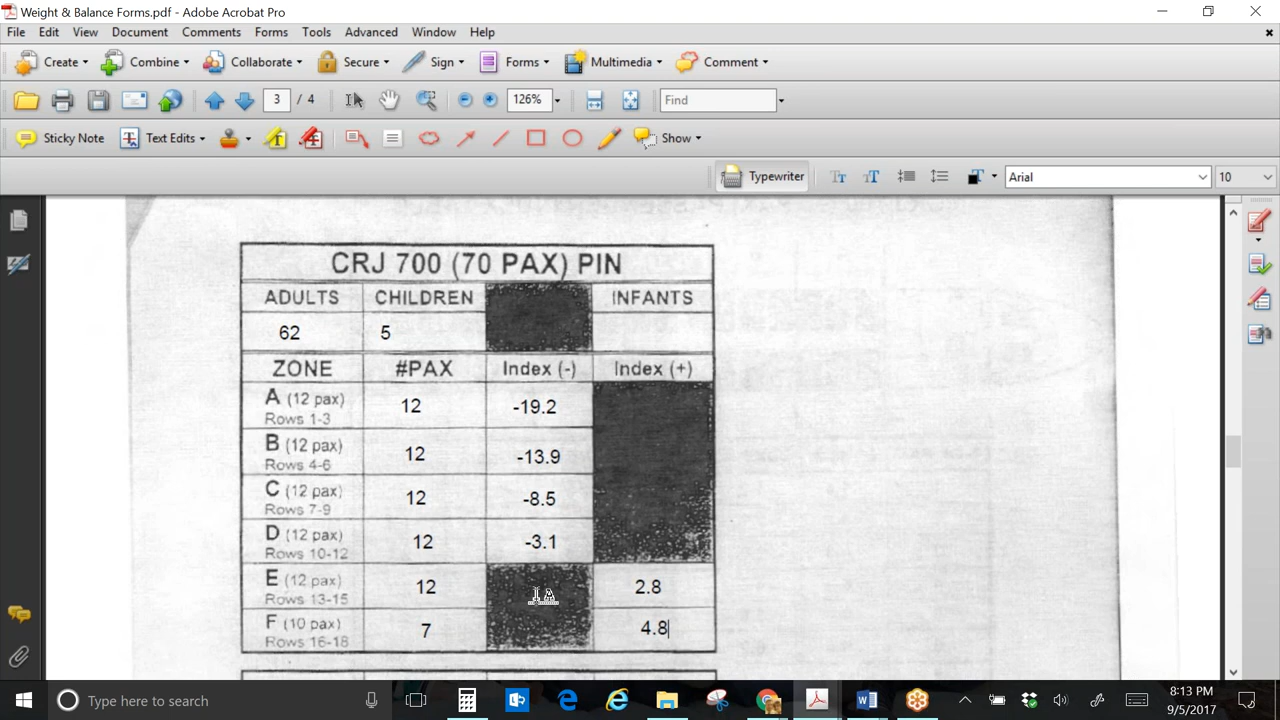 Weight & Balance Forms.pdf - Adobe Acrobat Pro
File Edit View Document Comments Forms Tools Advanced Window Help
Create Combine Collaborate Secure Sign Forms Multimedia Comment
3 / 4 126% Find
Sticky Note Text Edits Show
Typewriter Arial 10
CRJ 700 (70 PAX) PIN
ADULTS CHILDREN INFANTS
62 5
ZONE #PAX Index (-) Index (+)
A (12 pax) 12 -19.2
Rows 1-3
B (12 pax) 12 -13.9
Rows 4-6
C (12 pax) 12 -8.5
Rows 7-9
D (12 pax) 12 -3.1
Rows 10-12
E (12 pax) 12 2.8
Rows 13-15
F (10 pax) 7 4.8
Rows 16-18
Type here to search
8:13 PM
9/5/2017